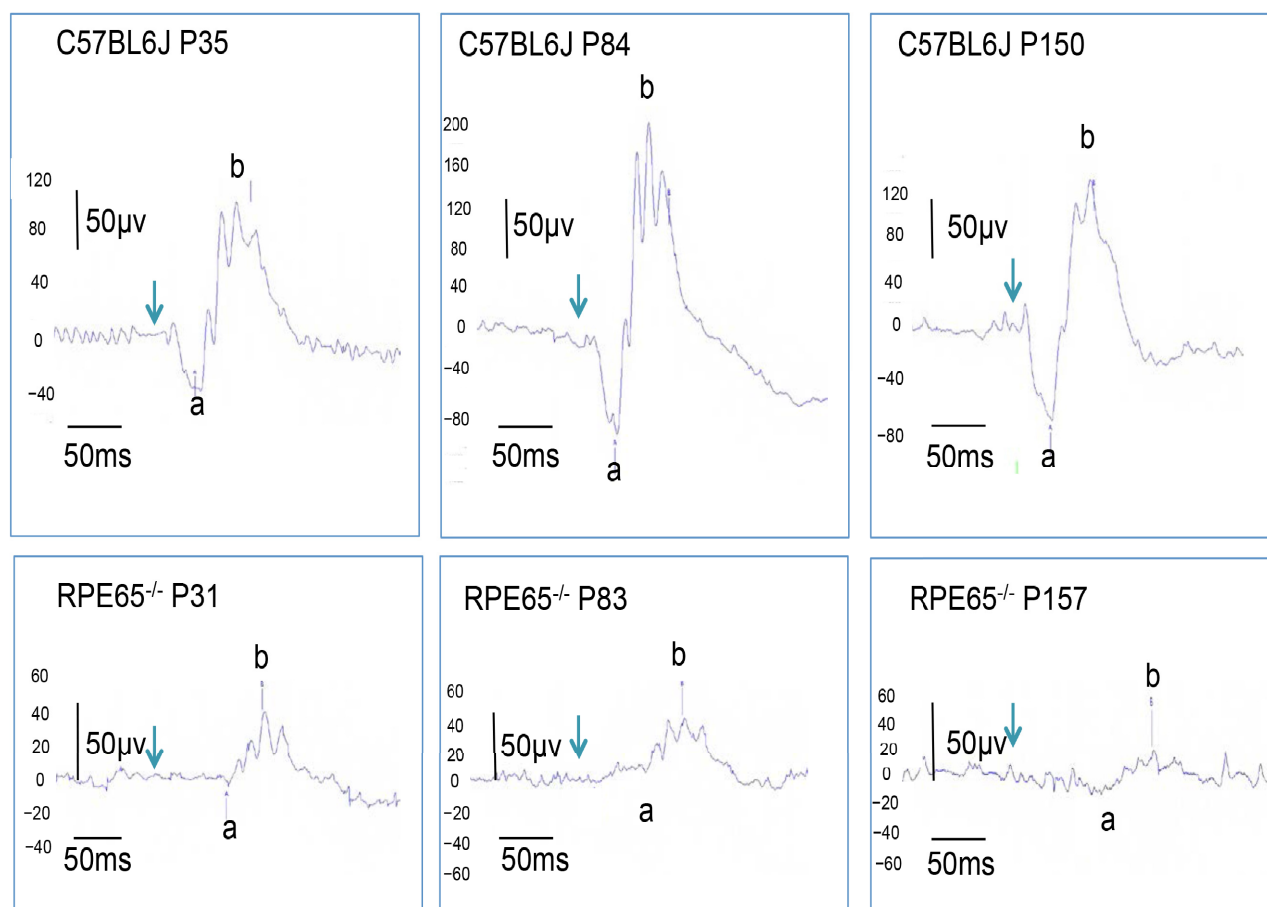 C57BL6J P35
b
120
50µv
80
40
0
−40
a
50ms
C57BL6J P84
b
200
160
50µv
120
80
40
0
−40
−80
50ms
a
C57BL6J P150
b
120
50µv
80
40
0
−40
−80
50ms
a
RPE65-/- P31
b
60
40
50µv
20
0
−20
a
−40
50ms
RPE65-/- P83
b
60
40
50µv
20
0
−20
a
−40
50ms
−60
RPE65-/- P157
b
60
40
50µv
20
0
−20
a
−40
50ms
−60